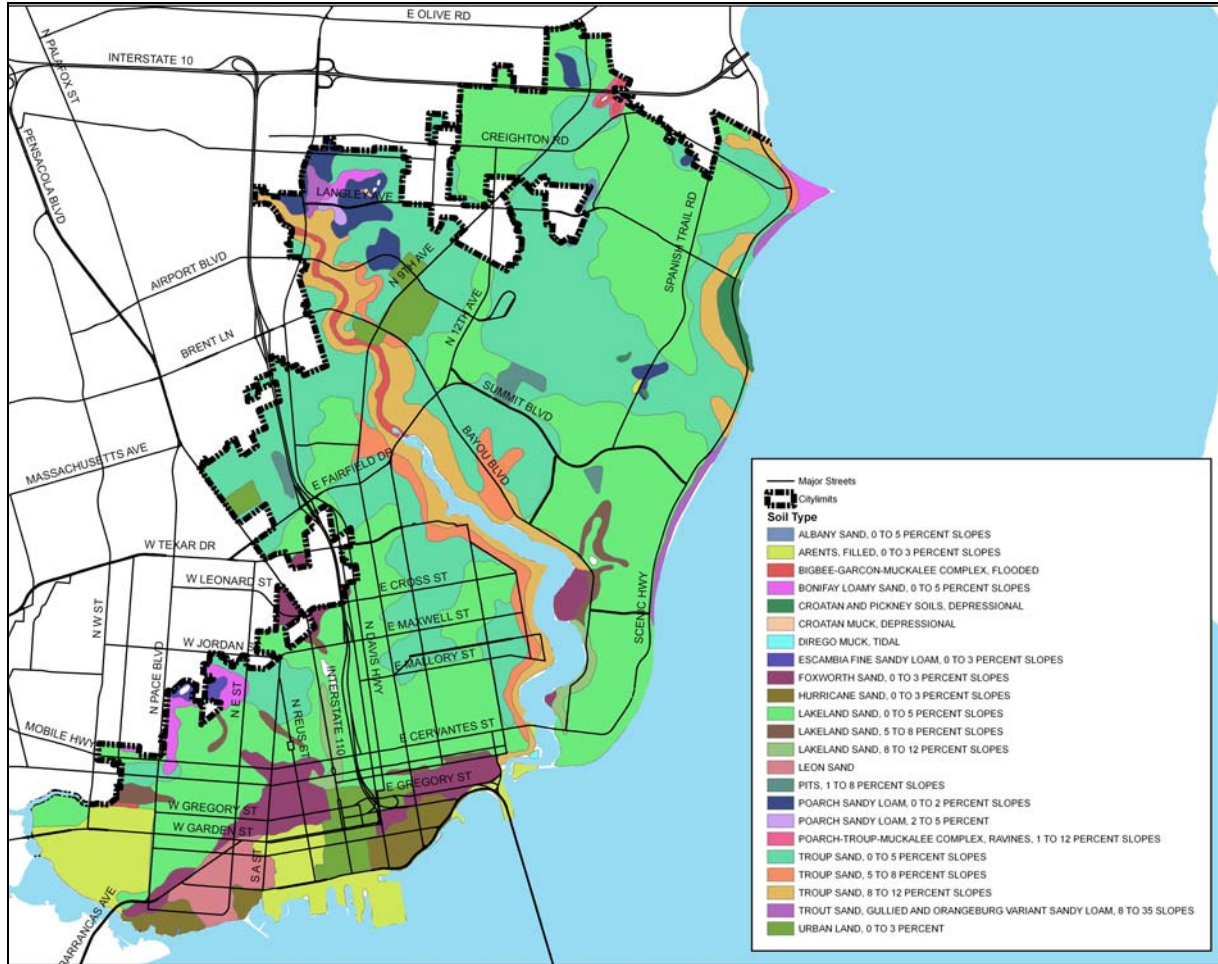 E OLIVE RD
N PALAFOX ST
INTERSTATE 10
CREIGHTON RD
PENSACOLA BLVD
LANGLEY AVE
SPANISH TRAIL RD
N 9TH AVE
AIRPORT BLVD
N 12TH AVE
BRENT LN
SUMMIT BLVD
BAYOU BLVD
MASSACHUSETTS AVE
E FAIRFIELD DR
W TEXAR DR
W LEONARD ST
E CROSS ST
SCENIC HWY
N W ST
E MAXWELL ST
W JORDAN S
N DAVIS HWY
E MALLORY ST
N PACE BLVD
N E ST
N REUS ST
INTERSTATE 110
MOBILE HWY
E CERVANTES ST
E GREGORY ST
W GREGORY ST
W GARDEN ST
S A ST
BARRANCAS AVE
Major Streets
Citylimits
Soil Type
ALBANY SAND, 0 TO 5 PERCENT SLOPES
ARENTS, FILLED, 0 TO 3 PERCENT SLOPES
BIGBEE-GARCON-MUCKALEE COMPLEX, FLOODED
BONIFAY LOAMY SAND, 0 TO 5 PERCENT SLOPES
CROATAN AND PICKNEY SOILS, DEPRESSIONAL
CROATAN MUCK, DEPRESSIONAL
DIREGO MUCK, TIDAL
ESCAMBIA FINE SANDY LOAM, 0 TO 3 PERCENT SLOPES
FOXWORTH SAND, 0 TO 3 PERCENT SLOPES
HURRICANE SAND, 0 TO 3 PERCENT SLOPES
LAKELAND SAND, 0 TO 5 PERCENT SLOPES
LAKELAND SAND, 5 TO 8 PERCENT SLOPES
LAKELAND SAND, 8 TO 12 PERCENT SLOPES
LEON SAND
PITS, 1 TO 8 PERCENT SLOPES
POARCH SANDY LOAM, 0 TO 2 PERCENT SLOPES
POARCH SANDY LOAM, 2 TO 5 PERCENT
POARCH-TROUP-MUCKALEE COMPLEX, RAVINES, 1 TO 12 PERCENT SLOPES
TROUP SAND, 0 TO 5 PERCENT SLOPES
TROUP SAND, 5 TO 8 PERCENT SLOPES
TROUP SAND, 8 TO 12 PERCENT SLOPES
TROUT SAND, GULLIED AND ORANGEBURG VARIANT SANDY LOAM, 8 TO 35 SLOPES
URBAN LAND, 0 TO 3 PERCENT